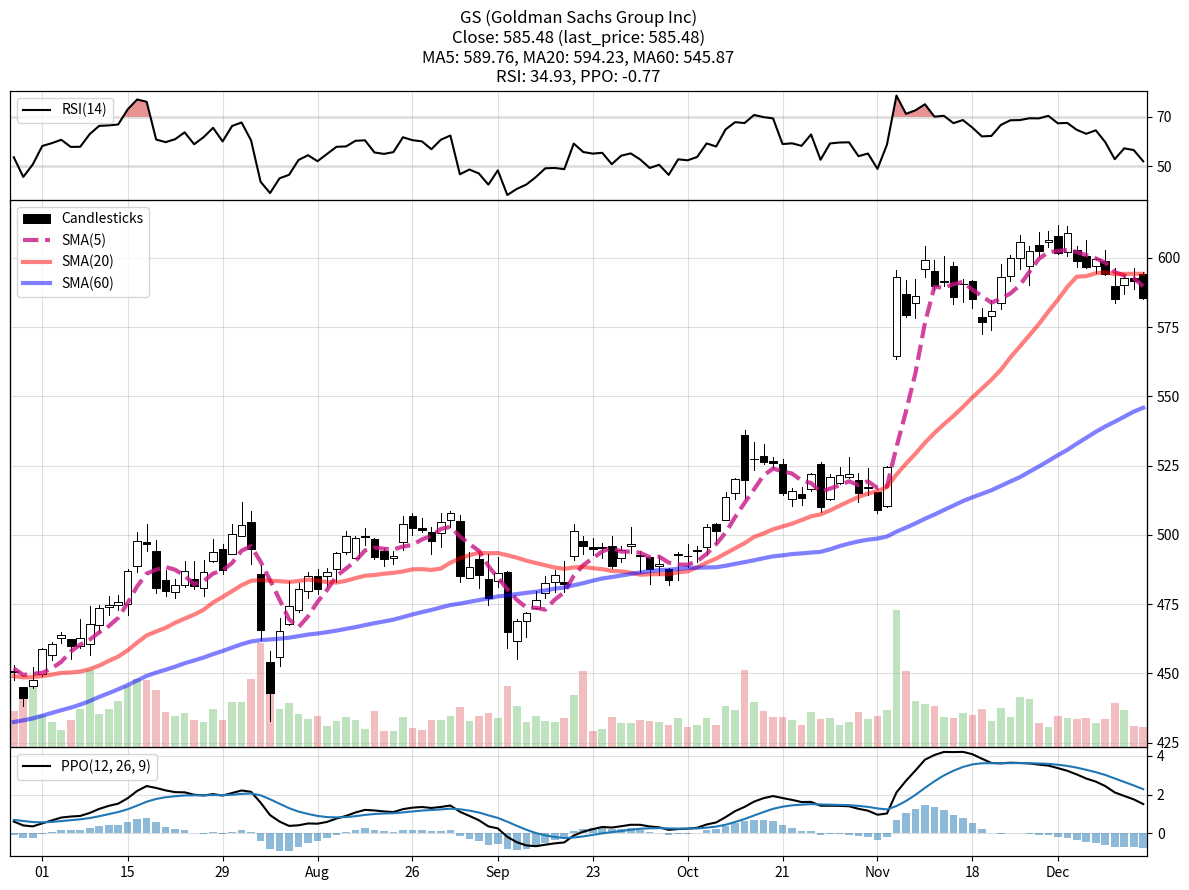 GS (Goldman Sachs Group Inc)
Close: 585.48 (last_price: 585.48)
MA5: 589.76, MA20: 594.23, MA60: 545.87
RSI: 34.93, PPO: -0.77
RSI(14)
70
50
Candlesticks
SMA(5)
SMA(20)
SMA(60)
600
575
550
525
500
475
450
425
PPO(12, 26, 9)
4
2
0
01 15 29 Aug 26 Sep 23 Oct 21 Nov 18 Dec